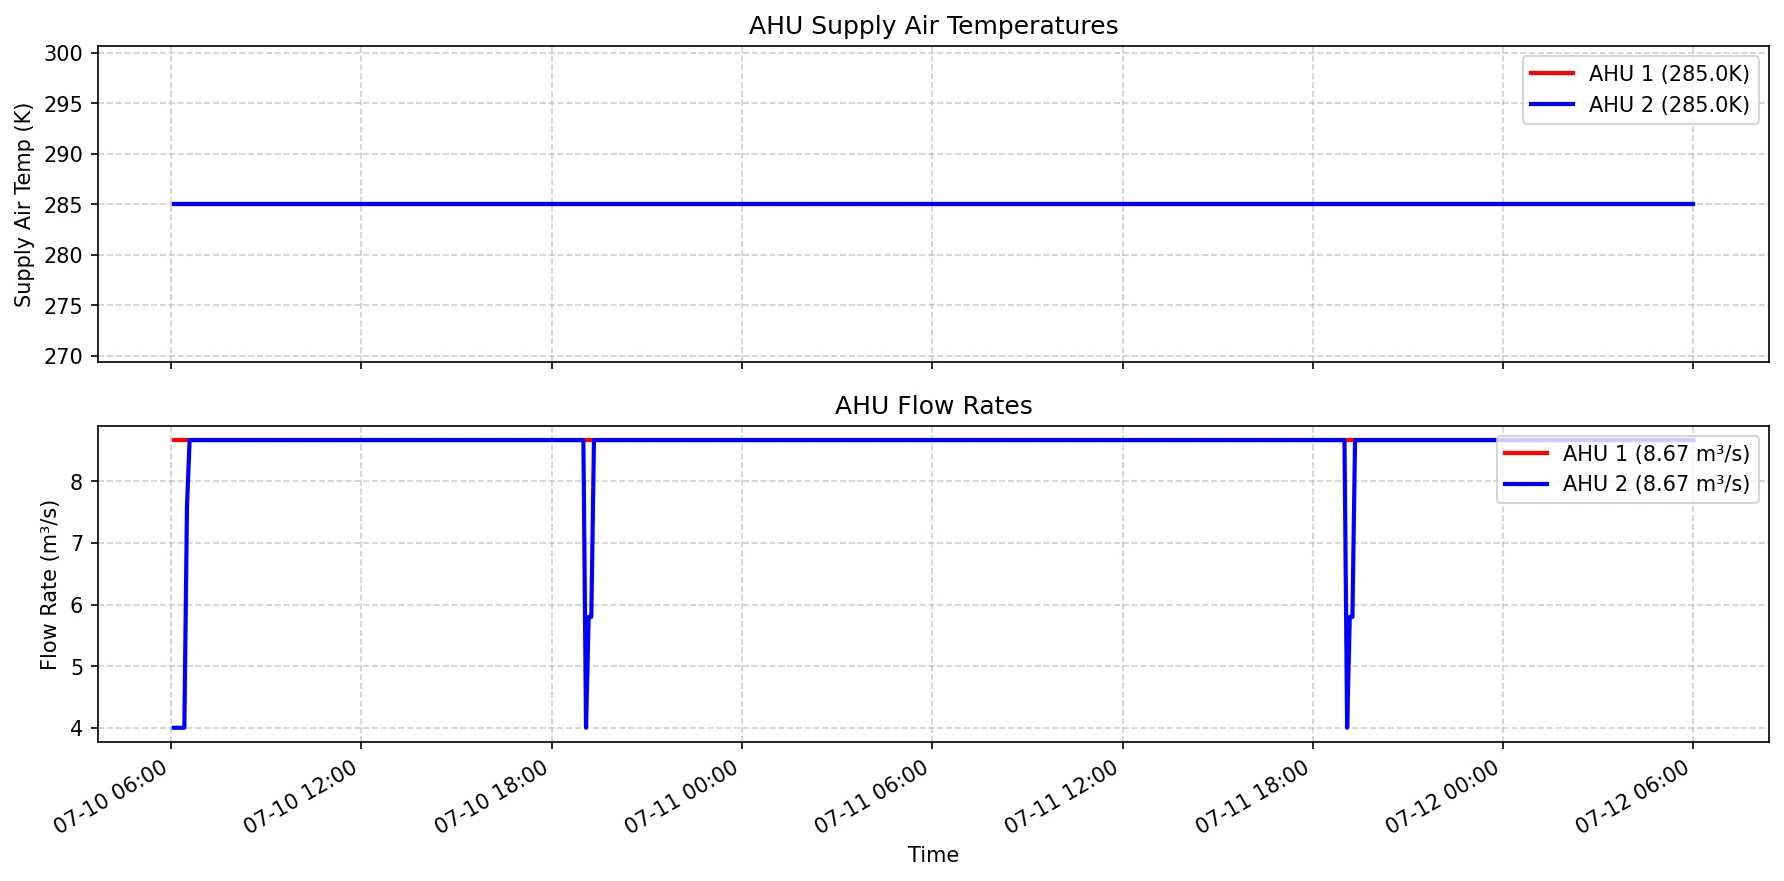 AHU Supply Air Temperatures
Supply Air Temp (K)
300
295
290
285
280
275
270
AHU 1 (285.0K)
AHU 2 (285.0K)
AHU Flow Rates
Flow Rate (m³/s)
8
7
6
5
4
AHU 1 (8.67 m³/s)
AHU 2 (8.67 m³/s)
07-10 06:00
07-10 12:00
07-10 18:00
07-11 00:00
07-11 06:00
07-11 12:00
07-11 18:00
07-12 00:00
07-12 06:00
Time